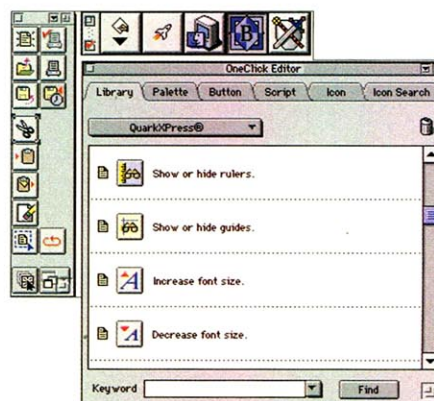 OneClick Editor
Library Palette Button Script Icon Icon Search
QuarkXPress®
Show or hide rulers.
Show or hide guides.
Increase font size.
Decrease font size.
Keyword Find